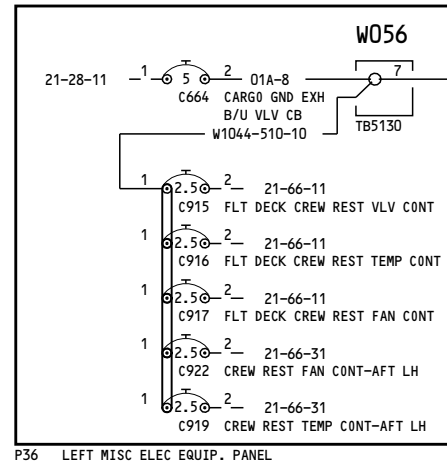 W056
21-28-11 1 5 2 01A-8 7
C664 CARGO GND EXH
B/U VLV CB
TB5130
W1044-510-10
1 2.5 2 21-66-11
C915 FLT DECK CREW REST VLV CONT
1 2.5 2 21-66-11
C916 FLT DECK CREW REST TEMP CONT
1 2.5 2 21-66-11
C917 FLT DECK CREW REST FAN CONT
1 2.5 2 21-66-31
C922 CREW REST FAN CONT-AFT LH
1 2.5 2 21-66-31
C919 CREW REST TEMP CONT-AFT LH
P36 LEFT MISC ELEC EQUIP. PANEL